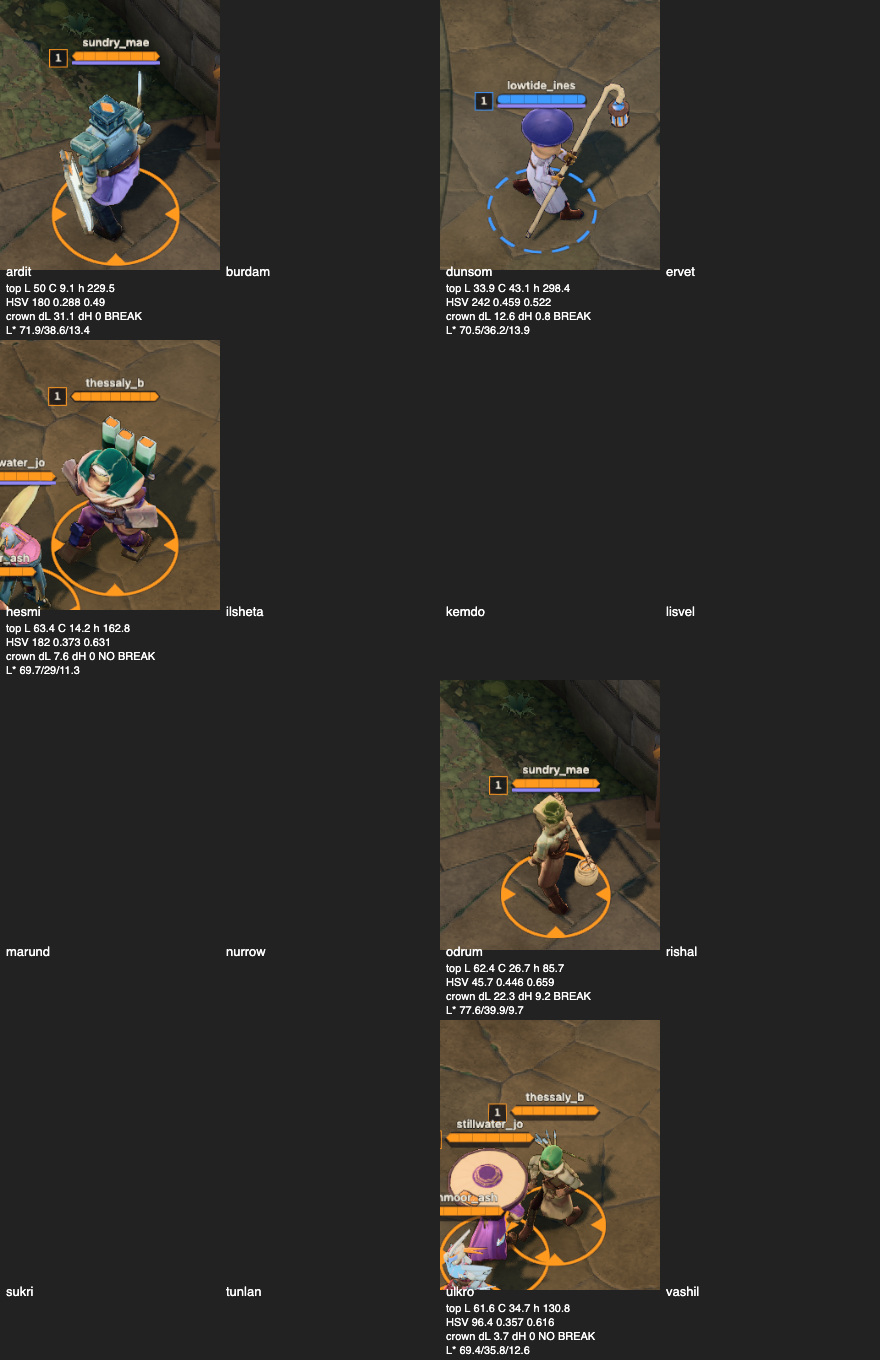 sundry_mae
1
lowtide_ines
1
ardit
burdam
dunsom
ervet
top L 50 C 9.1 h 229.5
HSV 180 0.288 0.49
crown dL 31.1 dH 0 BREAK
L* 71.9/38.6/13.4
top L 33.9 C 43.1 h 298.4
HSV 242 0.459 0.522
crown dL 12.6 dH 0.8 BREAK
L* 70.5/36.2/13.9
thessaly_b
1
water_jo
r_ash
hesmi
ilsheta
kemdo
lisvel
top L 63.4 C 14.2 h 162.8
HSV 182 0.373 0.631
crown dL 7.6 dH 0 NO BREAK
L* 69.7/29/11.3
sundry_mae
1
marund
nurrow
odrum
rishal
top L 62.4 C 26.7 h 85.7
HSV 45.7 0.446 0.659
crown dL 22.3 dH 9.2 BREAK
L* 77.6/39.9/9.7
thessaly_b
1
stillwater_jo
nmoor_ash
sukri
tunlan
ulkro
vashil
top L 61.6 C 34.7 h 130.8
HSV 96.4 0.357 0.616
crown dL 3.7 dH 0 NO BREAK
L* 69.4/35.8/12.6